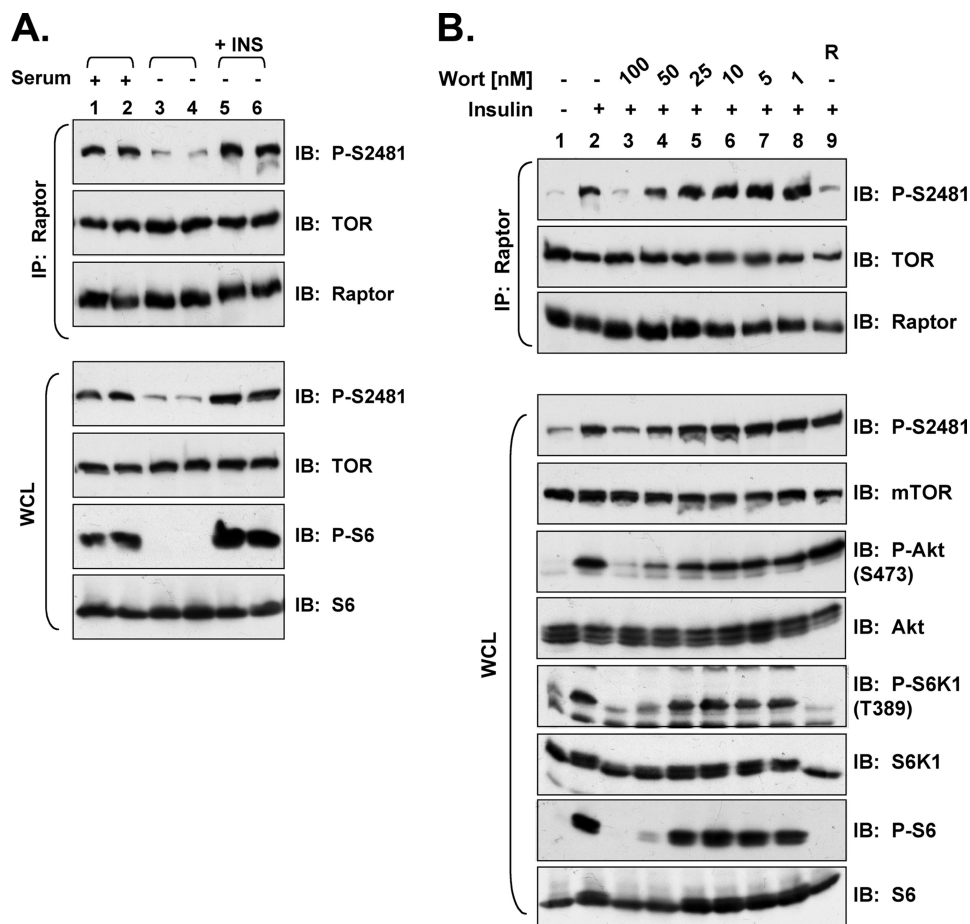 A.
+ INS
Serum + + - - - -
1 2 3 4 5 6
IP: Raptor
IB: P-S2481
IB: TOR
IB: Raptor
WCL
IB: P-S2481
IB: TOR
IB: P-S6
IB: S6
B.
R
Wort [nM] - - 100 50 25 10 5 1 -
Insulin - + + + + + + + +
1 2 3 4 5 6 7 8 9
IP: Raptor
IB: P-S2481
IB: TOR
IB: Raptor
WCL
IB: P-S2481
IB: mTOR
IB: P-Akt
(S473)
IB: Akt
IB: P-S6K1
(T389)
IB: S6K1
IB: P-S6
IB: S6